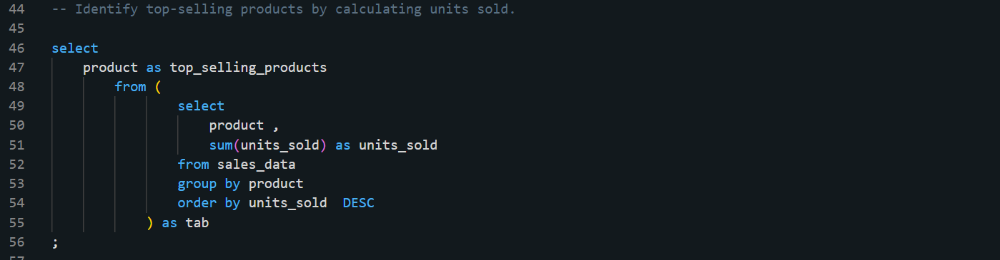 44 -- Identify top-selling products by calculating units sold.
45
46 select
47 product as top_selling_products
48 from (
49 select
50 product ,
51 sum(units_sold) as units_sold
52 from sales_data
53 group by product
54 order by units_sold  DESC
55 ) as tab
56 ;
57